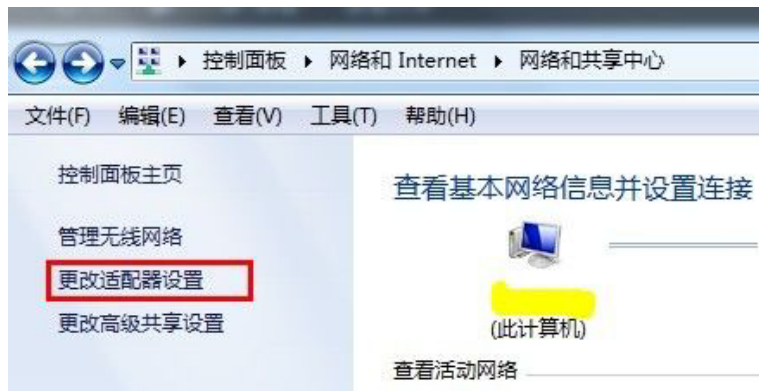 控制面板 网络和 Internet 网络和共享中心
文件(F) 编辑(E) 查看(V) 工具(T) 帮助(H)
控制面板主页
管理无线网络
更改适配器设置
更改高级共享设置
查看基本网络信息并设置连接
(此计算机)
查看活动网络